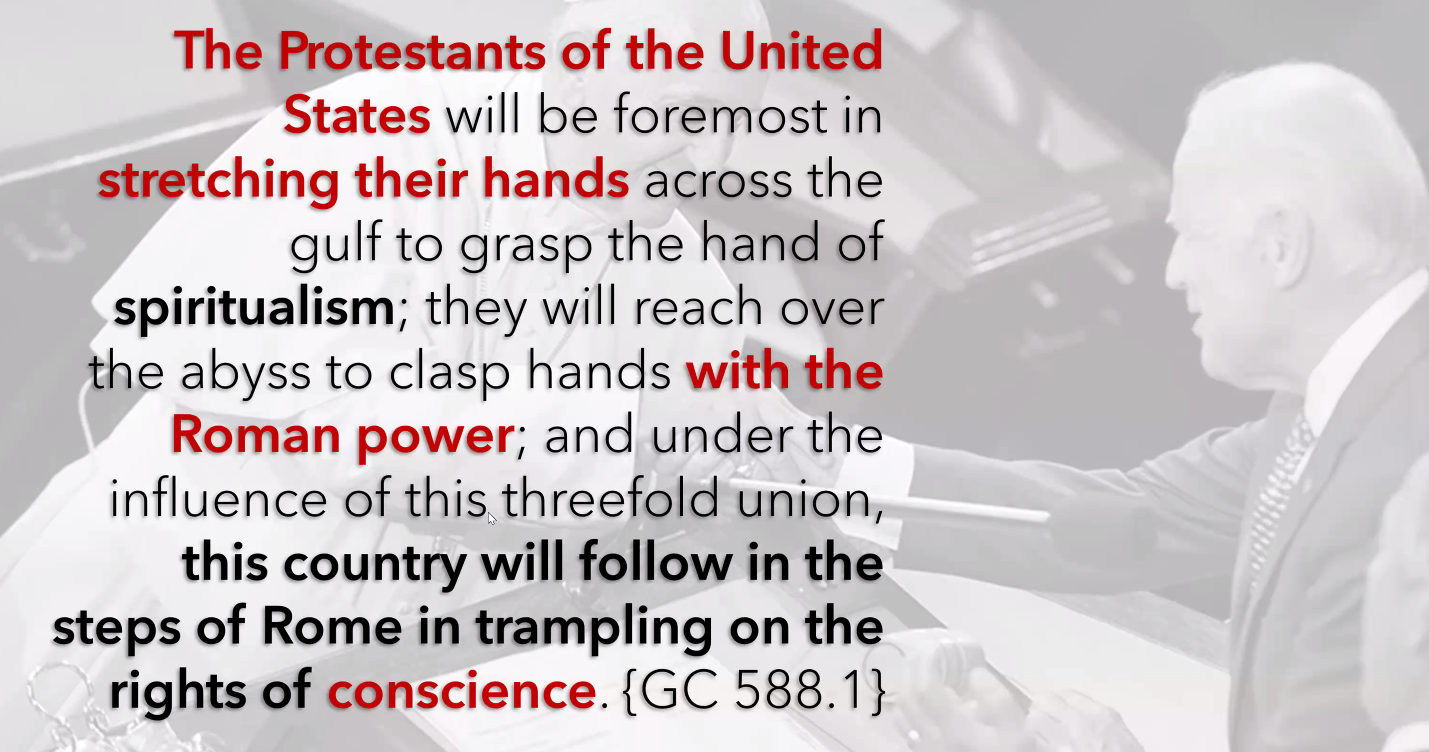 The Protestants of the United
States will be foremost in
stretching their hands across the
gulf to grasp the hand of
spiritualism; they will reach over
the abyss to clasp hands with the
Roman power; and under the
influence of this threefold union,
this country will follow in the
steps of Rome in trampling on the
rights of conscience. {GC 588.1}